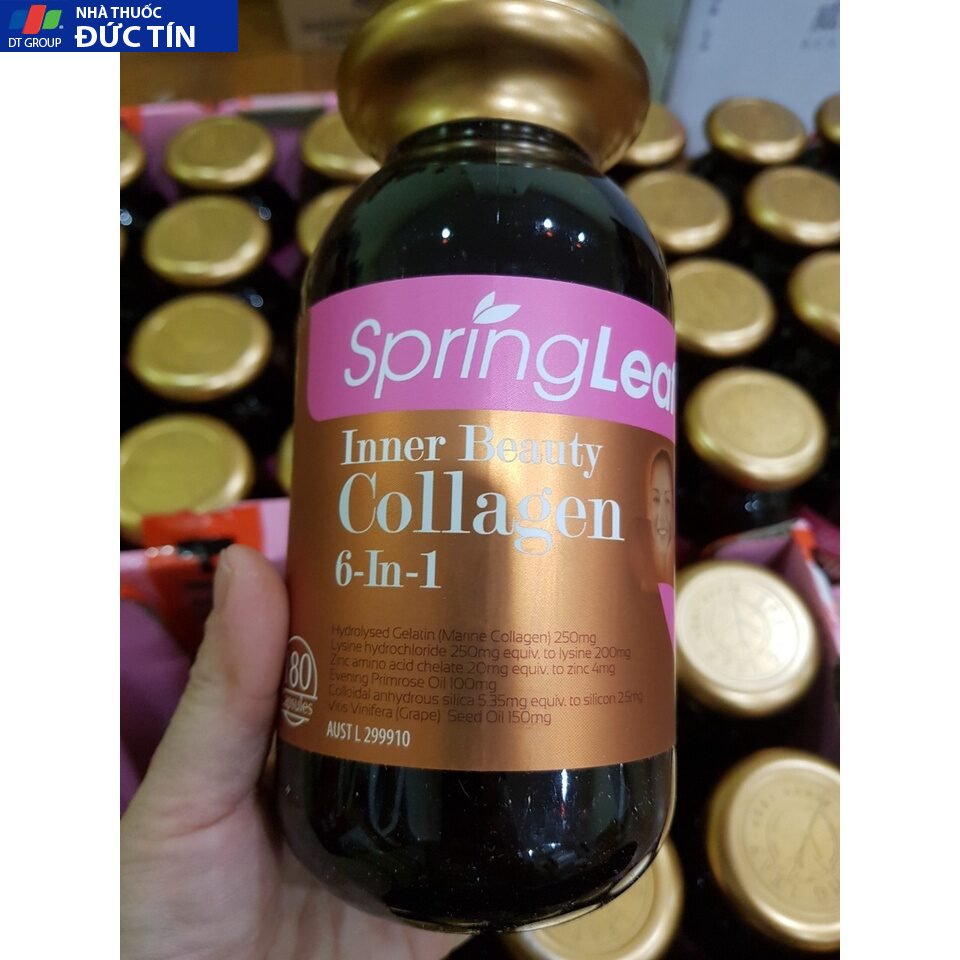 NHÀ THUỐC
DT GROUP ĐỨC TÍN
SpringLeaf
Inner Beauty
Collagen
6-In-1
Hydrolysed Gelatin (Marine Collagen) 250mg
Lysine hydrochloride 250mg equiv. to lysine 200mg
Zinc amino acid chelate 20mg equiv. to zinc 4mg
Evening Primrose Oil 100mg
Colloidal anhydrous silica 5.35mg equiv. to silicon 2.5mg
Vitis Vinifera (Grape) Seed Oil 150mg
180
capsules
AUST L 299910